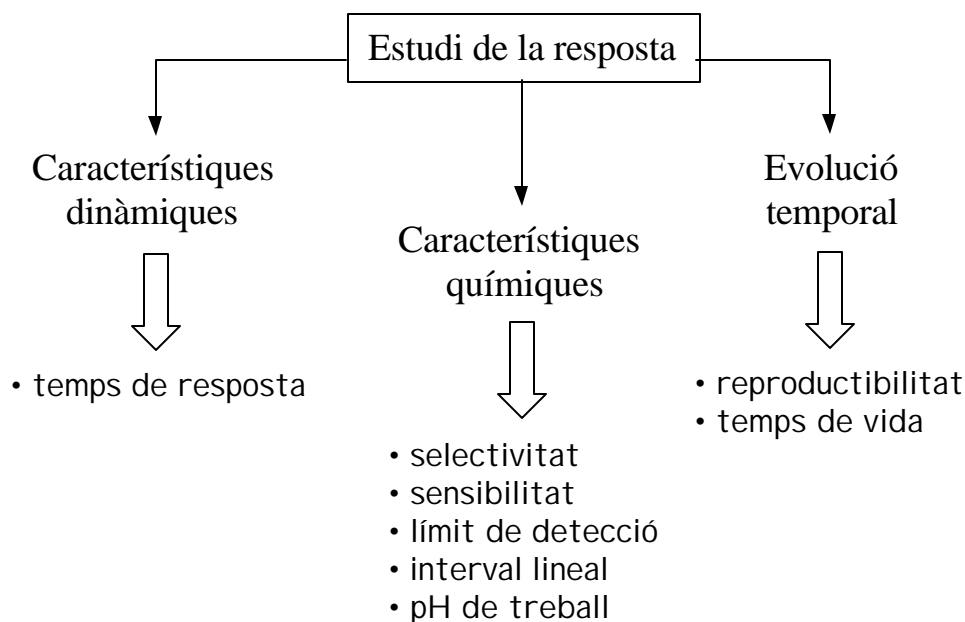 Estudi de la resposta
Característiques
dinàmiques
• temps de resposta
Característiques
químiques
• selectivitat
• sensibilitat
• límit de detecció
• interval lineal
• pH de treball
Evolució
temporal
• reproductibilitat
• temps de vida